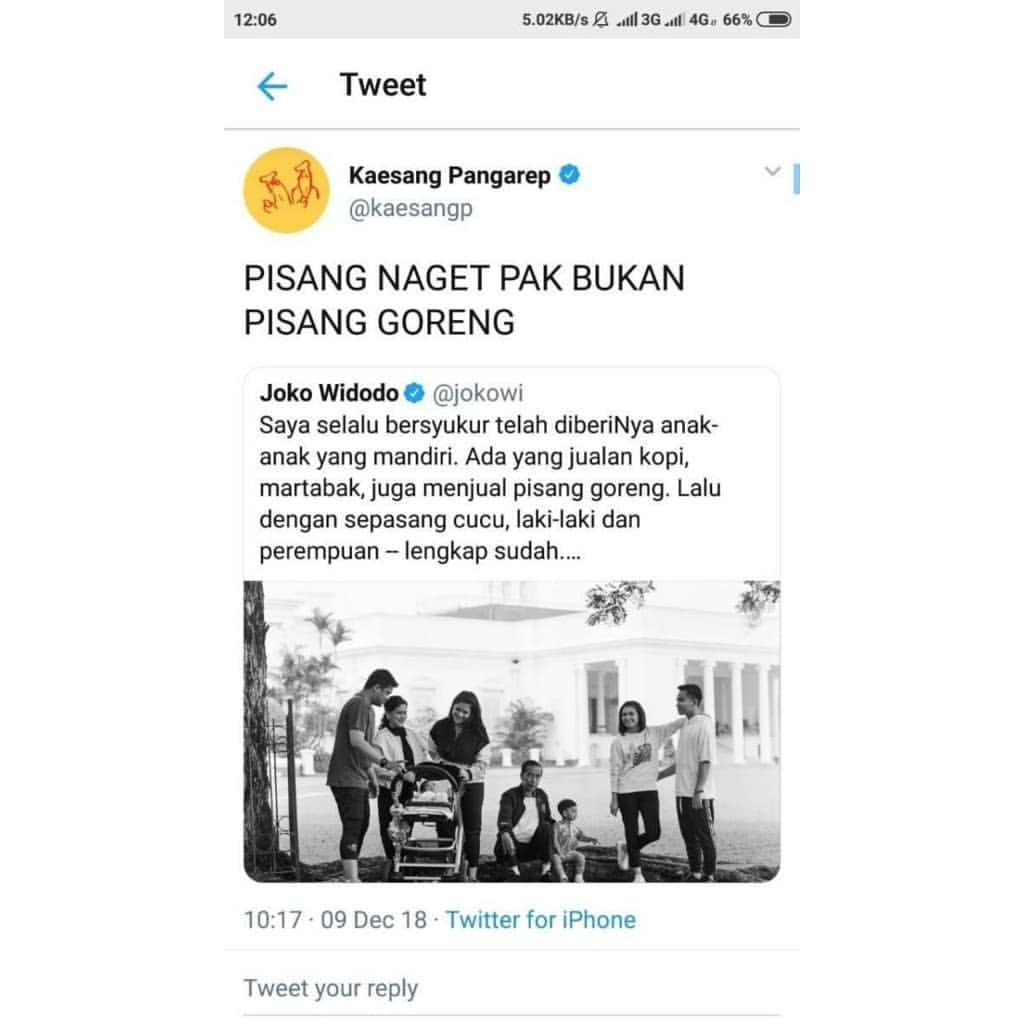 12:06 5.02KB/s 3G 4G 66%
Tweet
Kaesang Pangarep
@kaesangp
PISANG NAGET PAK BUKAN
PISANG GORENG
Joko Widodo @jokowi
Saya selalu bersyukur telah diberiNya anak-
anak yang mandiri. Ada yang jualan kopi,
martabak, juga menjual pisang goreng. Lalu
dengan sepasang cucu, laki-laki dan
perempuan -- lengkap sudah....
10:17 · 09 Dec 18 · Twitter for iPhone
Tweet your reply